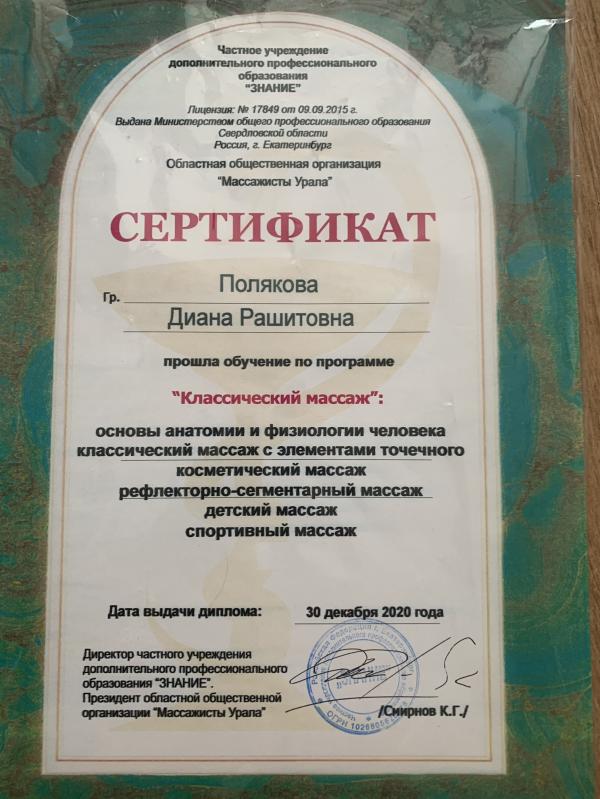 Частное учреждение
дополнительного профессионального
образования
"ЗНАНИЕ"
Лицензия: № 17849 от 09.09.2015 г.
Выдана Министерством общего профессионального образования
Свердловской области
Россия, г. Екатеринбург
Областная общественная организация
"Массажисты Урала"
СЕРТИФИКАТ
Гр. Полякова
Диана Рашитовна
прошла обучение по программе
"Классический массаж":
основы анатомии и физиологии человека
классический массаж с элементами точечного
косметический массаж
рефлекторно-сегментарный массаж
детский массаж
спортивный массаж
Дата выдачи диплома: 30 декабря 2020 года
Директор частного учреждения
дополнительного профессионального
образования "ЗНАНИЕ".
Президент областной общественной
организации "Массажисты Урала"
/Смирнов К.Г./